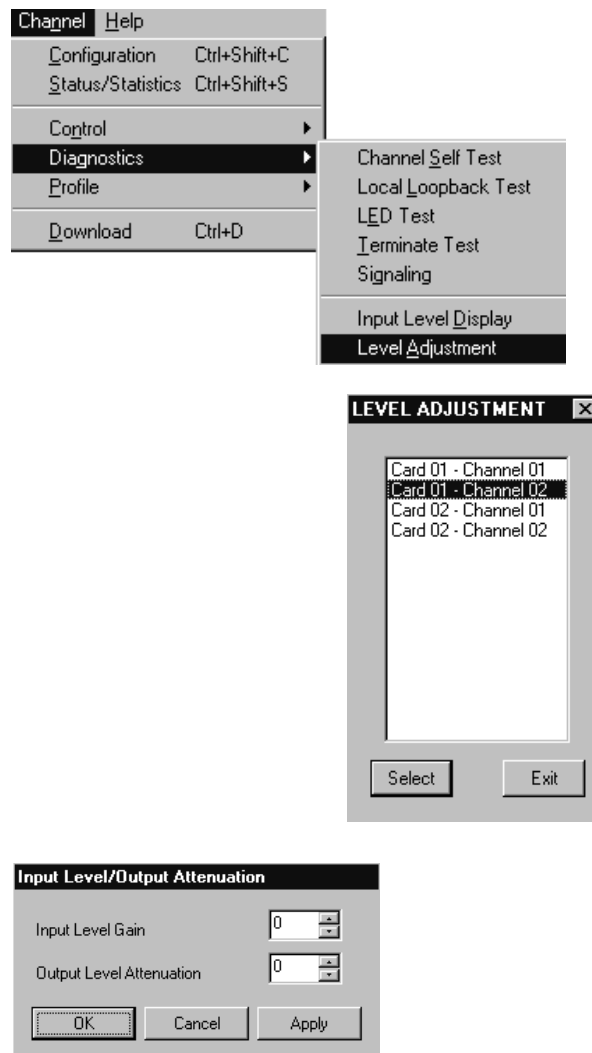 Channel Help
Configuration Ctrl+Shift+C
Status/Statistics Ctrl+Shift+S
Control
Diagnostics
Profile
Download Ctrl+D
Channel Self Test
Local Loopback Test
LED Test
Terminate Test
Signaling
Input Level Display
Level Adjustment
LEVEL ADJUSTMENT
Card 01 - Channel 01
Card 01 - Channel 02
Card 02 - Channel 01
Card 02 - Channel 02
Select Exit
Input Level/Output Attenuation
Input Level Gain 0
Output Level Attenuation 0
OK Cancel Apply